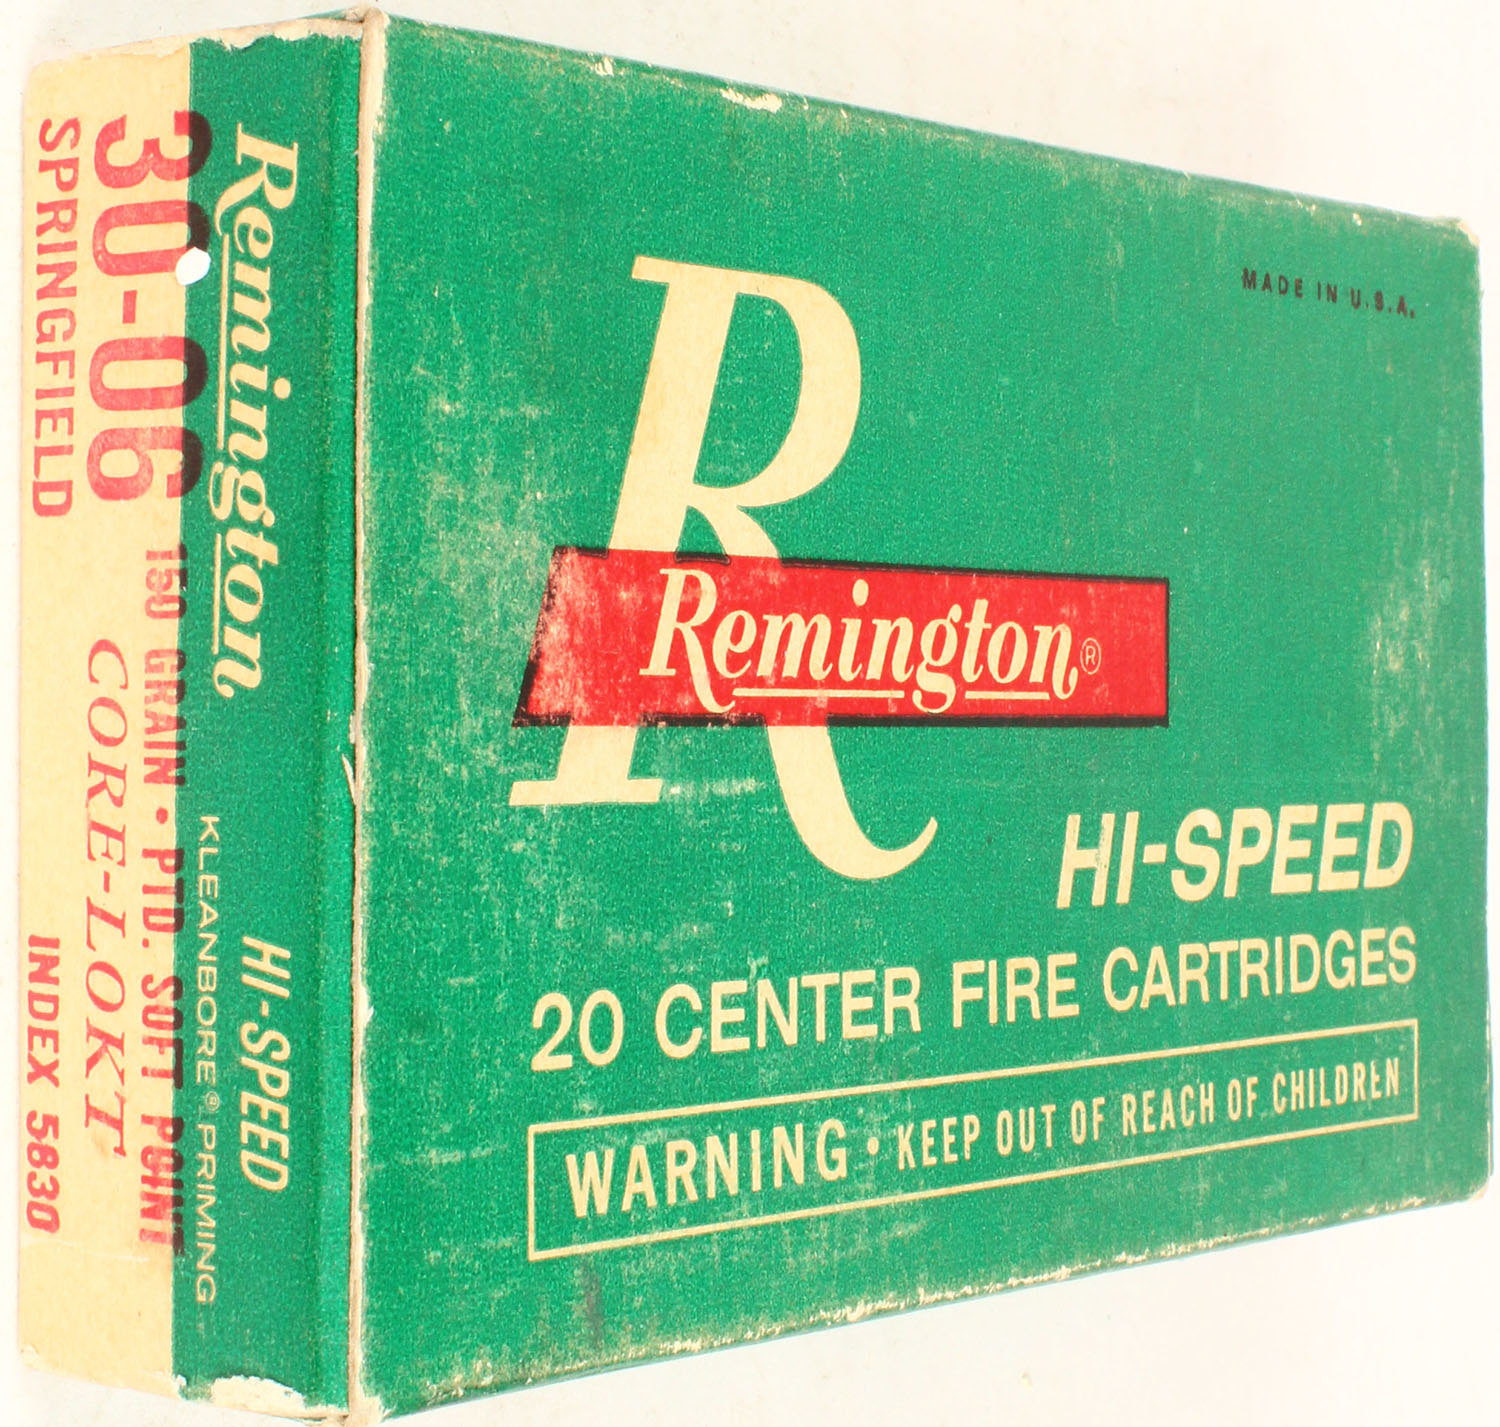 MADE IN U.S.A.
R
Remington®
HI-SPEED
20 CENTER FIRE CARTRIDGES
WARNING • KEEP OUT OF REACH OF CHILDREN
Remington
HI-SPEED
KLEANBORE® PRIMING
30-06
SPRINGFIELD
150 GRAIN • PTD. SOFT POINT
CORE-LOKT
INDEX 5830